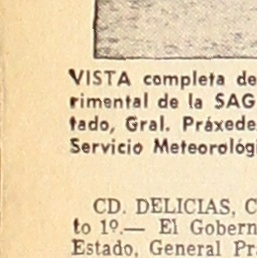 VISTA completa de
rimental de la SAG
tado, Gral. Práxede
Servicio Meteorológi
CD. DELICIAS, C
to 1º.— El Gobern
Estado, General Pr